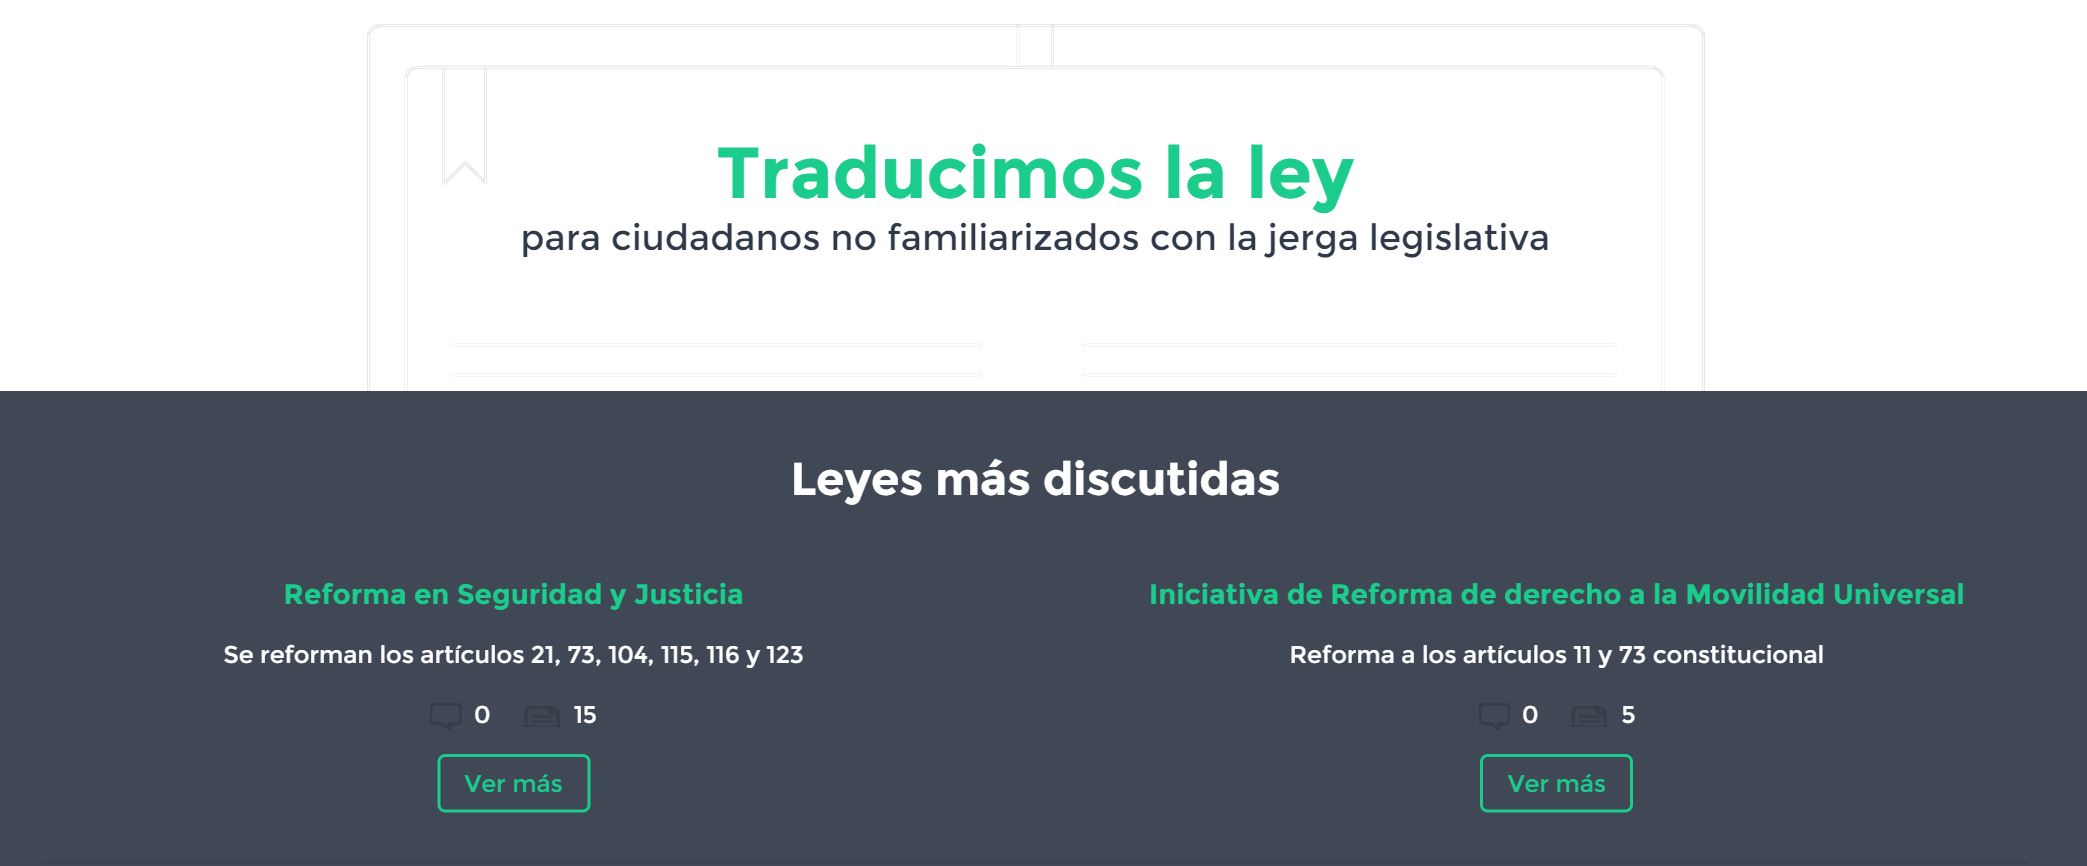 Traducimos la ley
para ciudadanos no familiarizados con la jerga legislativa
Leyes más discutidas
Reforma en Seguridad y Justicia
Se reforman los artículos 21, 73, 104, 115, 116 y 123
0 15
Ver más
Iniciativa de Reforma de derecho a la Movilidad Universal
Reforma a los artículos 11 y 73 constitucional
0 5
Ver más